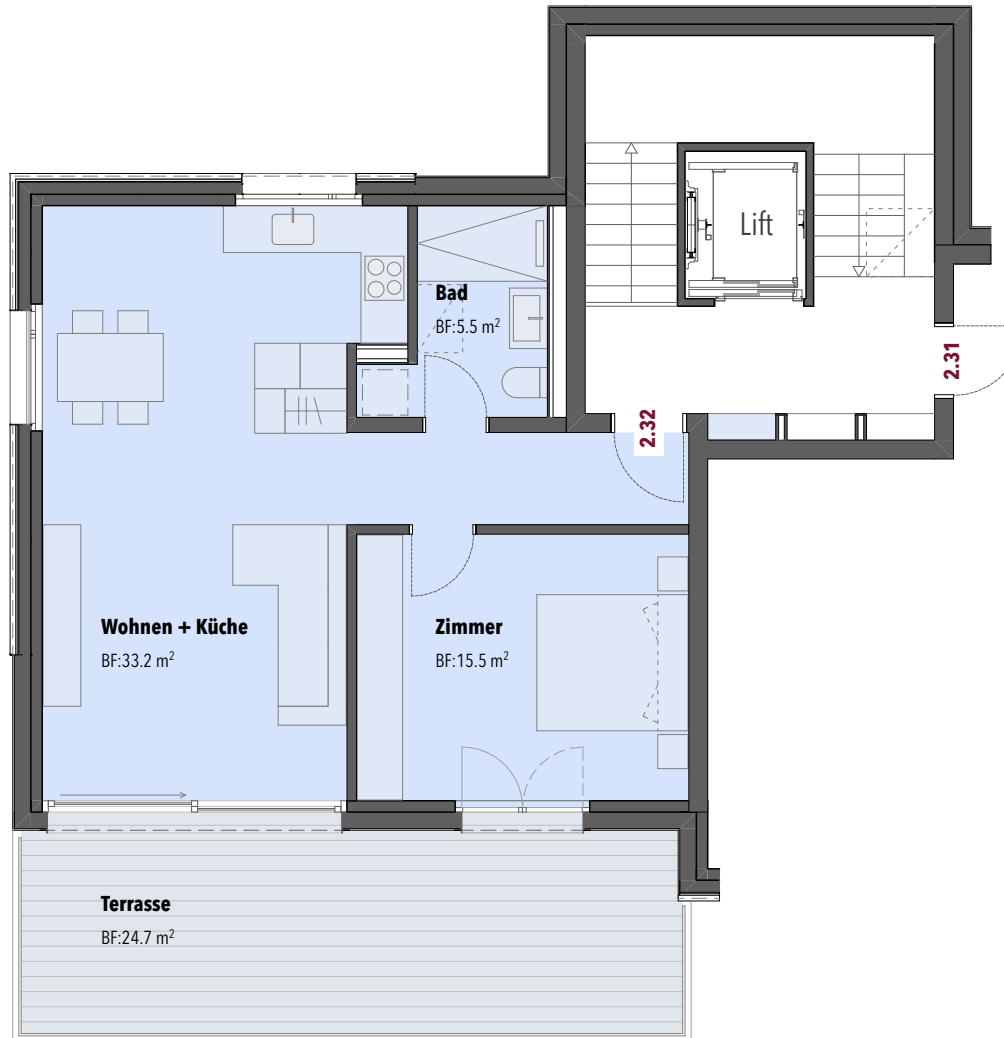 Lift
Bad
BF:5.5 m²
2.31
2.32
Wohnen + Küche
BF:33.2 m²
Zimmer
BF:15.5 m²
Terrasse
BF:24.7 m²